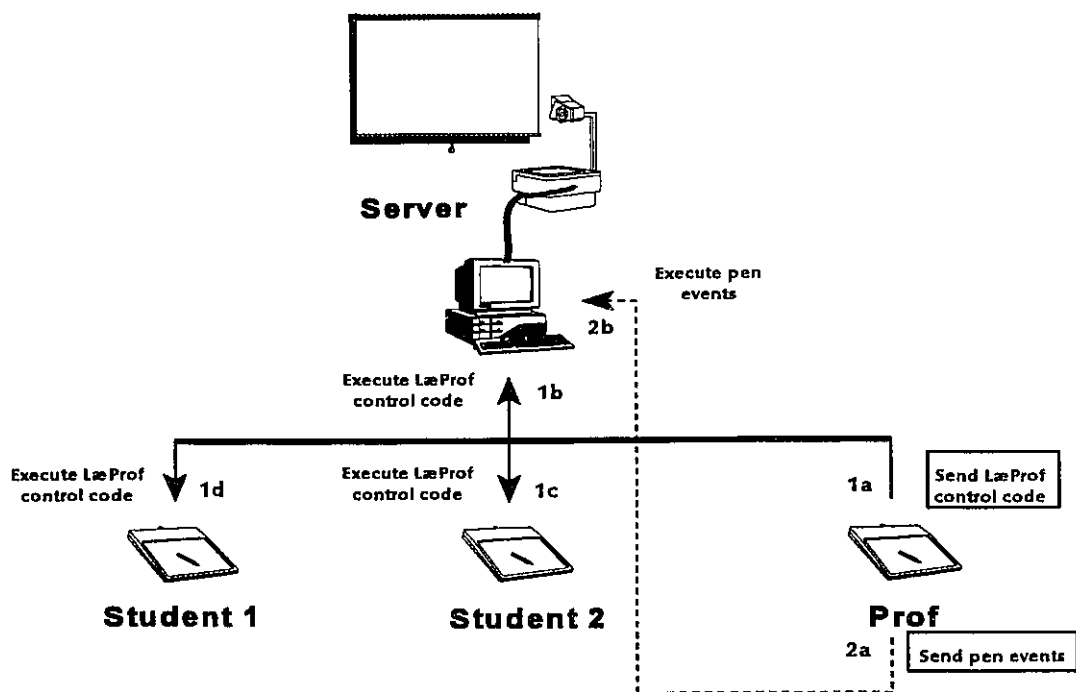 Server
Execute pen
events
2b
Execute LæProf
control code
1b
Execute LæProf
control code
1d
Execute LæProf
control code
1c
1a
Send LæProf
control code
Student 1
Student 2
Prof
2a
Send pen events